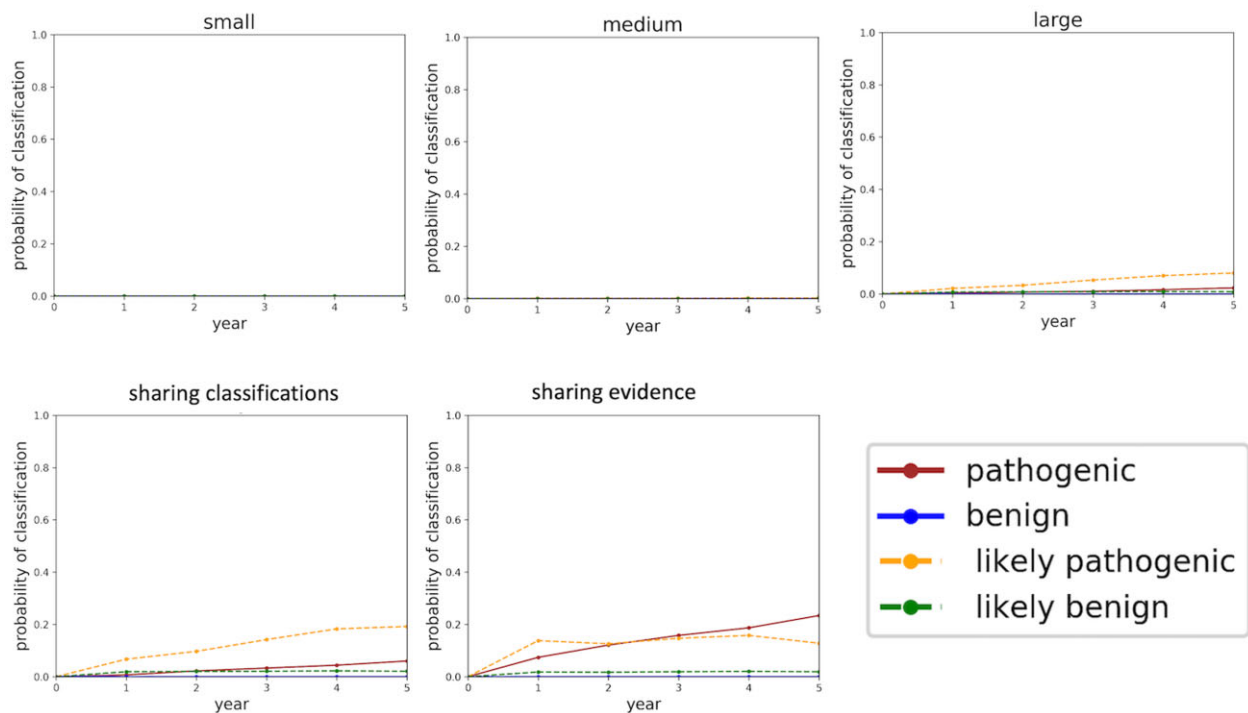 small
medium
large
probability of classification
1.0
0.8
0.6
0.4
0.2
0.0
0 1 2 3 4 5
year
probability of classification
1.0
0.8
0.6
0.4
0.2
0.0
0 1 2 3 4 5
year
probability of classification
1.0
0.8
0.6
0.4
0.2
0.0
0 1 2 3 4 5
year
sharing classifications
sharing evidence
probability of classification
1.0
0.8
0.6
0.4
0.2
0.0
0 1 2 3 4 5
year
probability of classification
1.0
0.8
0.6
0.4
0.2
0.0
0 1 2 3 4 5
year
pathogenic
benign
likely pathogenic
likely benign